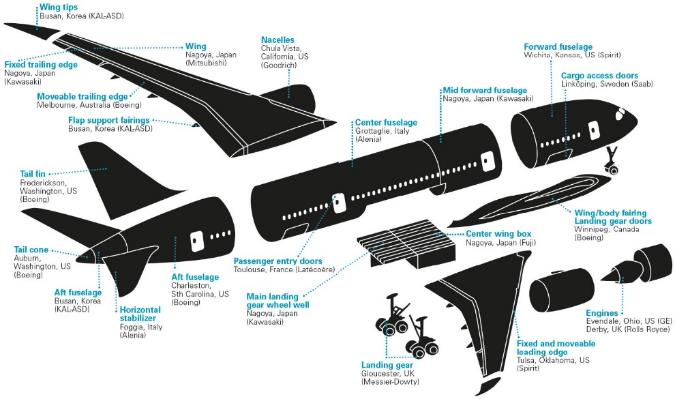 Wing tips
Busan, Korea (KAL-ASD)
Wing
Nagoya, Japan
(Mitsubishi)
Nacelles
Chula Vista,
California, US
(Goodrich)
Fixed trailing edge
Nagoya, Japan
(Kawasaki)
Moveable trailing edge
Melbourne, Australia (Boeing)
Flap support fairings
Busan, Korea (KAL-ASD)
Forward fuselage
Wichita, Kansas, US (Spirit)
Cargo access doors
Linköping, Sweden (Saab)
Mid forward fuselage
Nagoya, Japan (Kawasaki)
Center fuselage
Grottaglie, Italy
(Alenia)
Tail fin
Frederickson,
Washington, US
(Boeing)
Tail cone
Auburn,
Washington, US
(Boeing)
Aft fuselage
Busan, Korea
(KAL-ASD)
Horizontal
stabilizer
Foggia, Italy
(Alenia)
Aft fuselage
Charleston,
Sth Carolina, US
(Boeing)
Passenger entry doors
Toulouse, France (Latécoère)
Main landing
gear wheel well
Nagoya, Japan
(Kawasaki)
Center wing box
Nagoya, Japan (Fuji)
Wing/body fairing
Landing gear doors
Winnipeg, Canada
(Boeing)
Landing gear
Gloucester, UK
(Messier-Dowty)
Fixed and moveable
leading edge
Tulsa, Oklahoma, US
(Spirit)
Engines
Evendale, Ohio, US (GE)
Derby, UK (Rolls Royce)